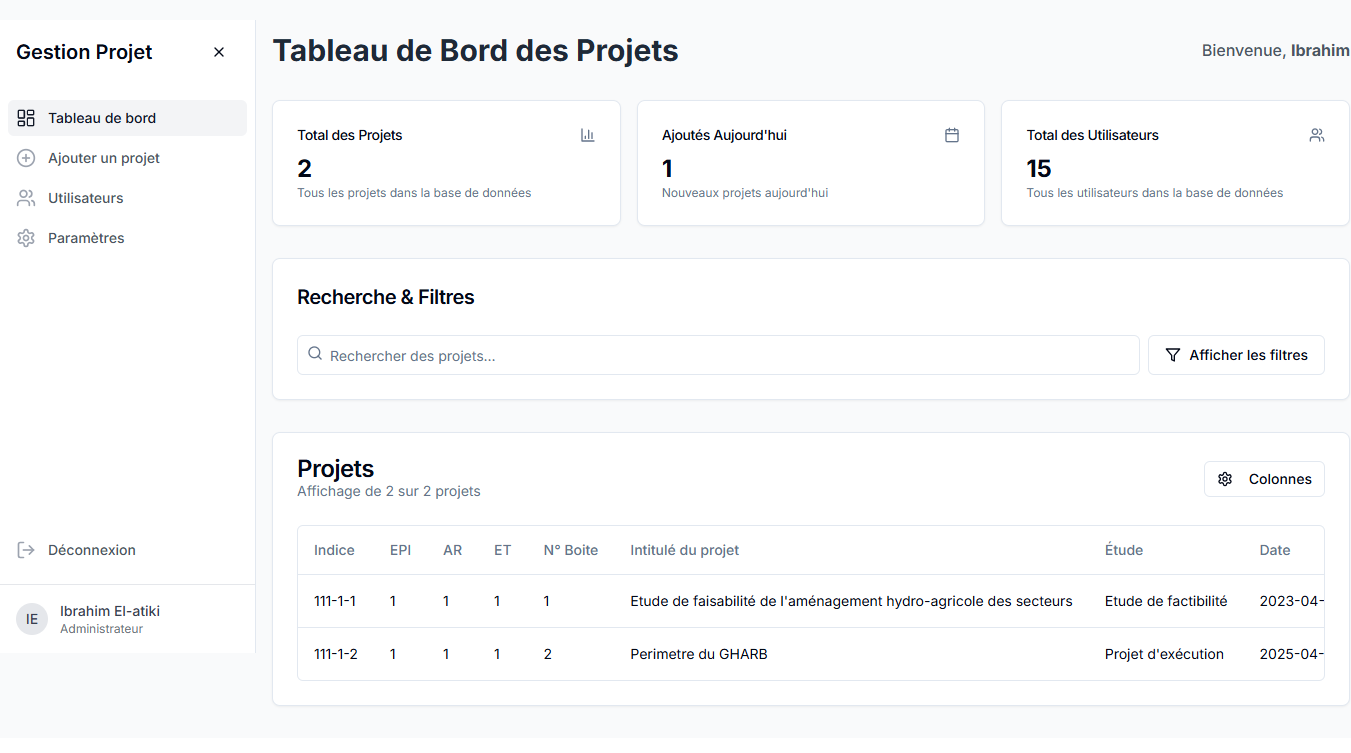 Gestion Projet
Tableau de bord
Ajouter un projet
Utilisateurs
Paramètres
Déconnexion
IE
Ibrahim El-atiki
Administrateur
Tableau de Bord des Projets
Bienvenue, Ibrahim
Total des Projets
2
Tous les projets dans la base de données
Ajoutés Aujourd'hui
1
Nouveaux projets aujourd'hui
Total des Utilisateurs
15
Tous les utilisateurs dans la base de données
Recherche & Filtres
Rechercher des projets...
Afficher les filtres
Projets
Affichage de 2 sur 2 projets
Colonnes
Indice EPI AR ET N° Boite Intitulé du projet Étude Date
111-1-1 1 1 1 1 Etude de faisabilité de l'aménagement hydro-agricole des secteurs Etude de factibilité 2023-04-
111-1-2 1 1 1 2 Perimetre du GHARB Projet d'exécution 2025-04-